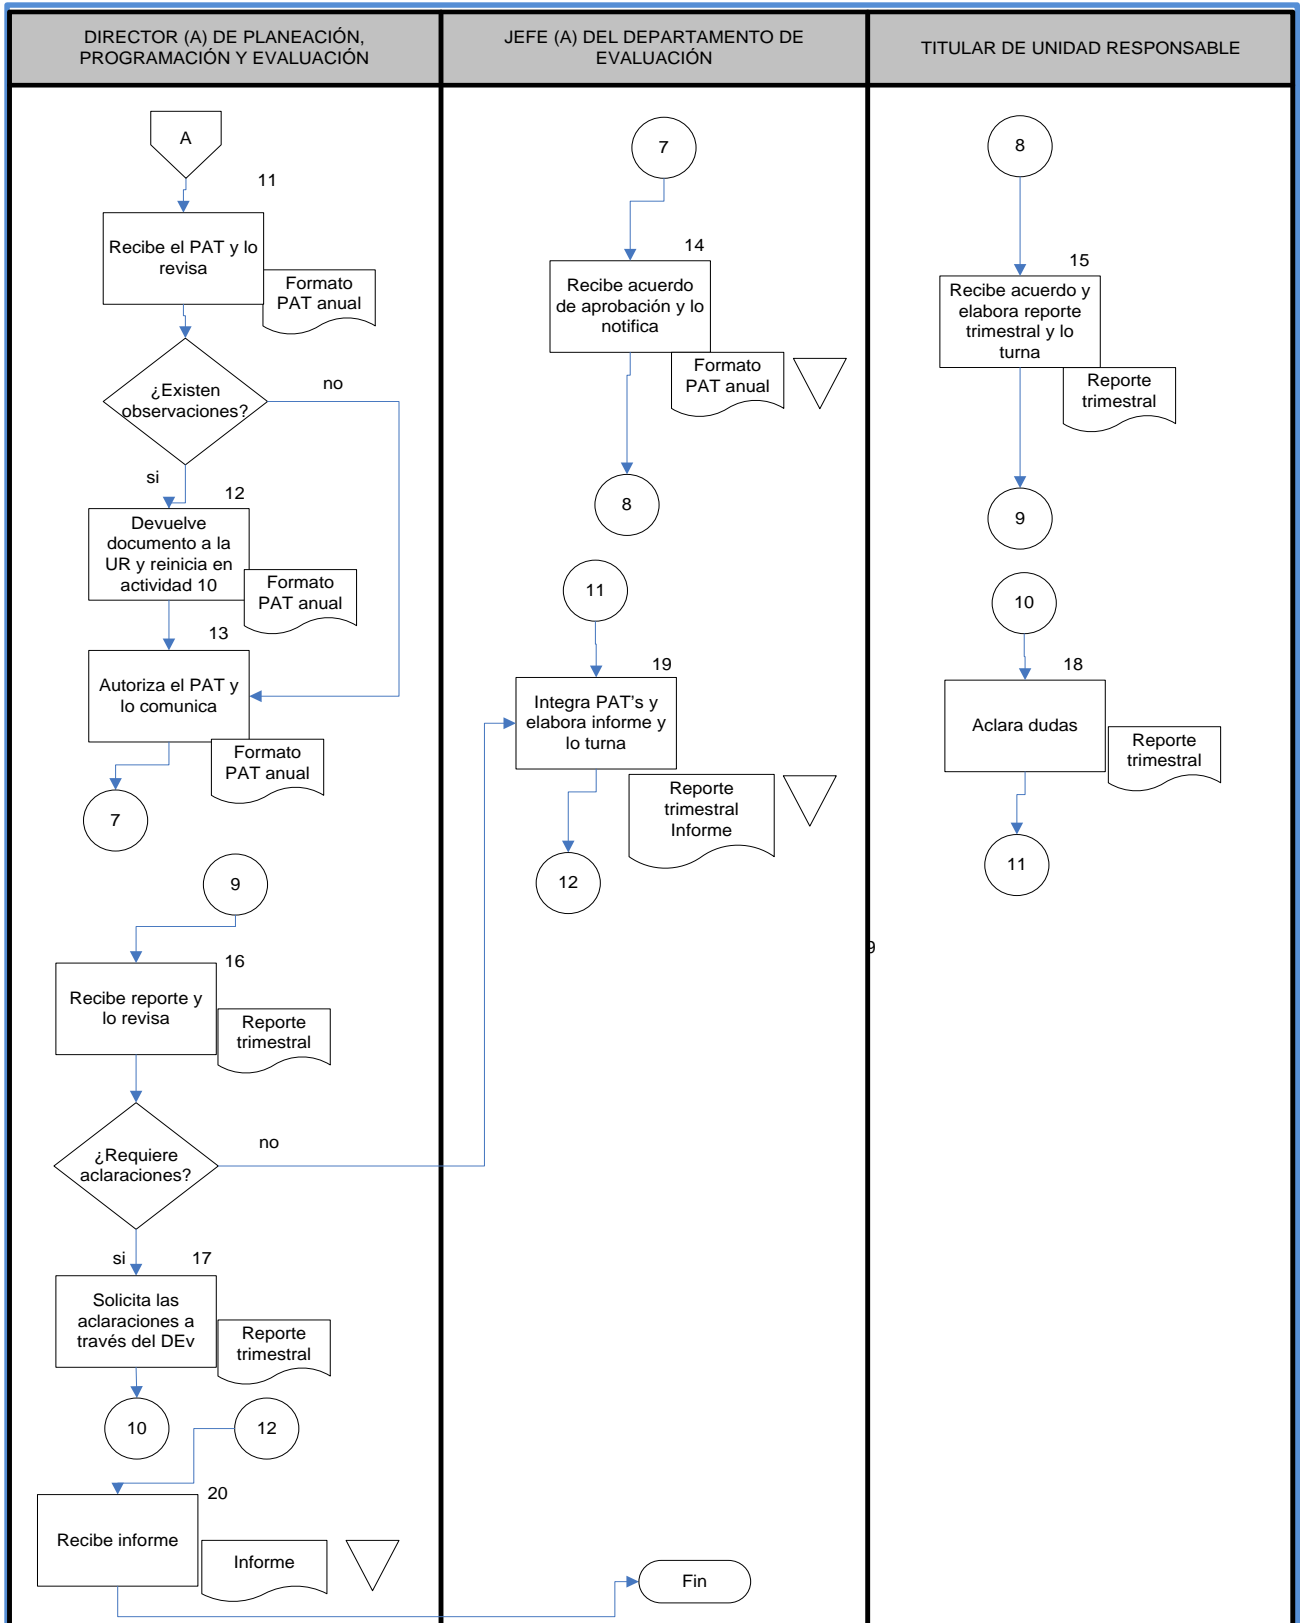 DIRECTOR (A) DE PLANEACIÓN,
PROGRAMACIÓN Y EVALUACIÓN
JEFE (A) DEL DEPARTAMENTO DE
EVALUACIÓN
TITULAR DE UNIDAD RESPONSABLE
A
11
Recibe el PAT y lo
revisa
Formato
PAT anual
¿Existen
observaciones?
no
si
12
Devuelve
documento a la
UR y reinicia en
actividad 10
Formato
PAT anual
13
Autoriza el PAT y
lo comunica
Formato
PAT anual
7
9
16
Recibe reporte y
lo revisa
Reporte
trimestral
¿Requiere
aclaraciones?
no
si
17
Solicita las
aclaraciones a
través del DEv
Reporte
trimestral
10
12
20
Recibe informe
Informe
7
14
Recibe acuerdo
de aprobación y lo
notifica
Formato
PAT anual
8
11
19
Integra PAT's y
elabora informe y
lo turna
Reporte
trimestral
Informe
12
Fin
8
15
Recibe acuerdo y
elabora reporte
trimestral y lo
turna
Reporte
trimestral
9
10
18
Aclara dudas
Reporte
trimestral
11
9